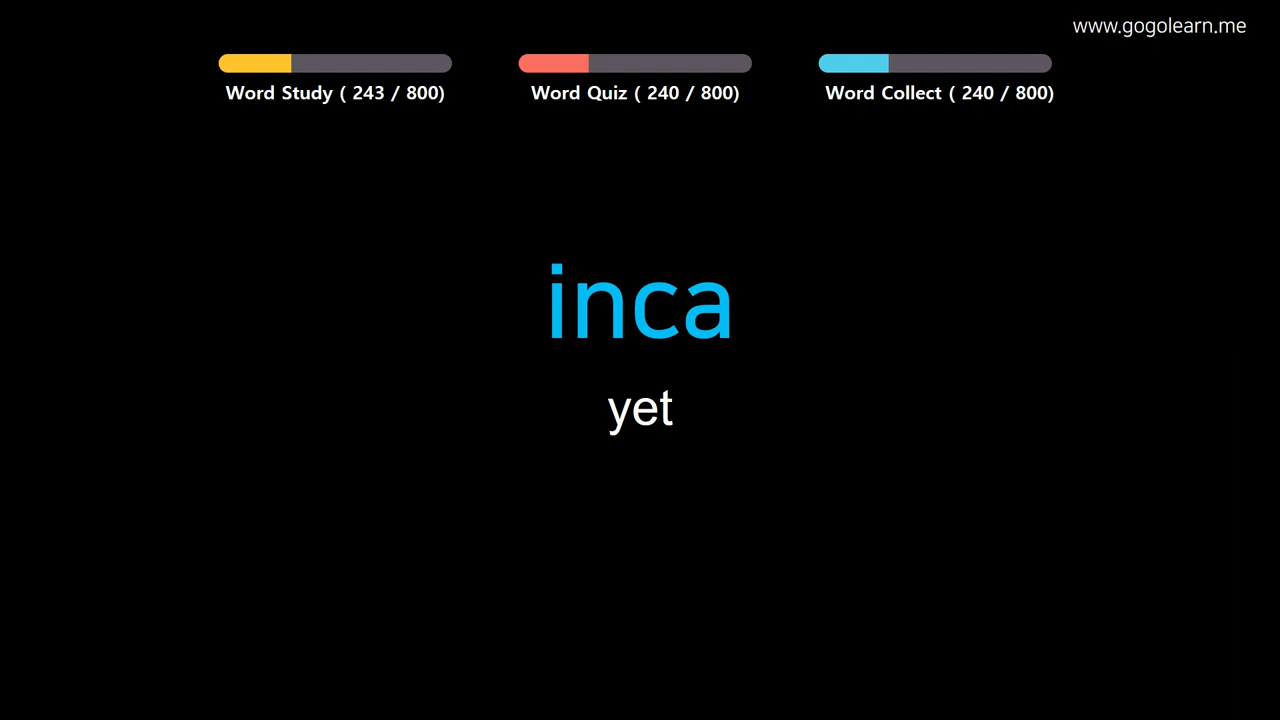 www.gogolearn.me
Word Study ( 243 / 800)
Word Quiz ( 240 / 800)
Word Collect ( 240 / 800)
inca
yet